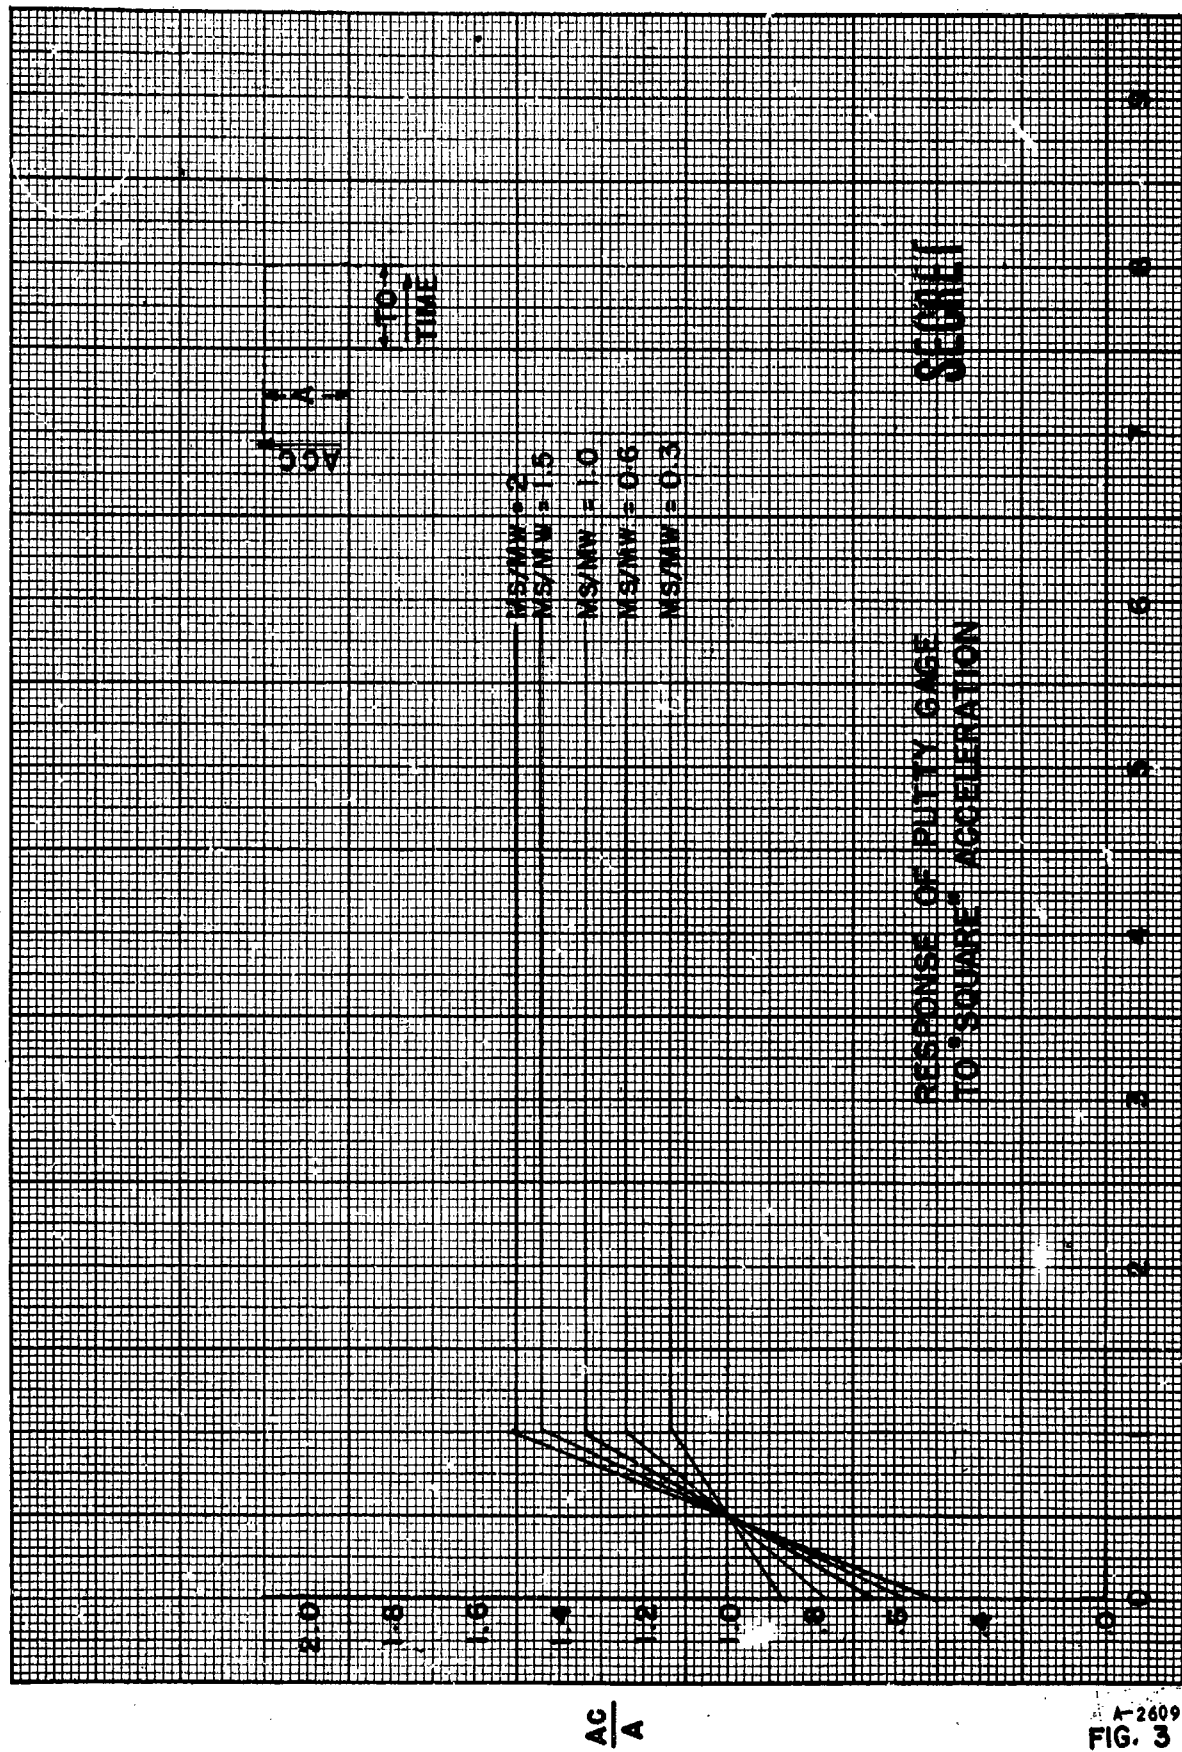 ACC
A
TO
TIME
MS/MW = 2
MS/MW = 1.5
MS/MW = 1.0
MS/MW = 0.6
MS/MW = 0.3
2.0
1.8
1.6
1.4
1.2
1.0
.8
.6
.4
.0
0
2
3
4
5
6
7
8
9
RESPONSE OF PUTTY GAGE
TO "SQUARE" ACCELERATION
SECRET
SECRET
AC
A
A-2609
FIG. 3